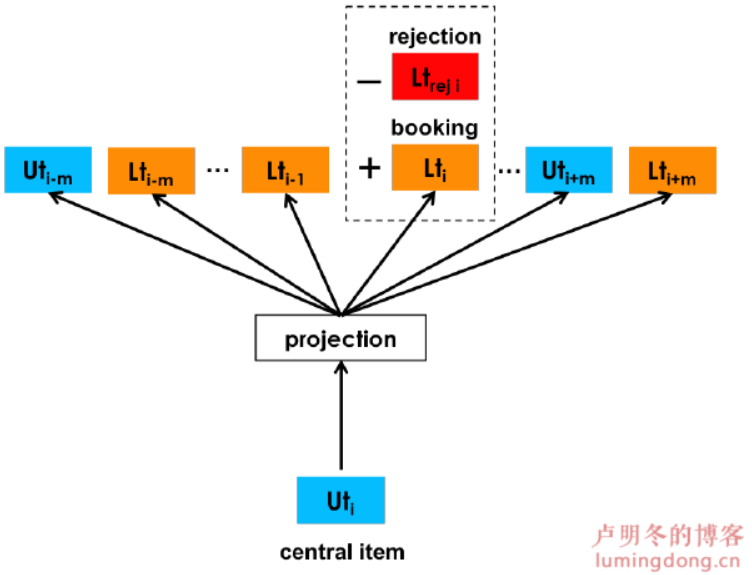 rejection
− Lt_rej i
booking
Ut_i-m Lt_i-m ... Lt_i-1 + Lt_i ... Ut_i+m Lt_i+m
projection
Ut_i
central item
卢明冬的博客
lumingdong.cn